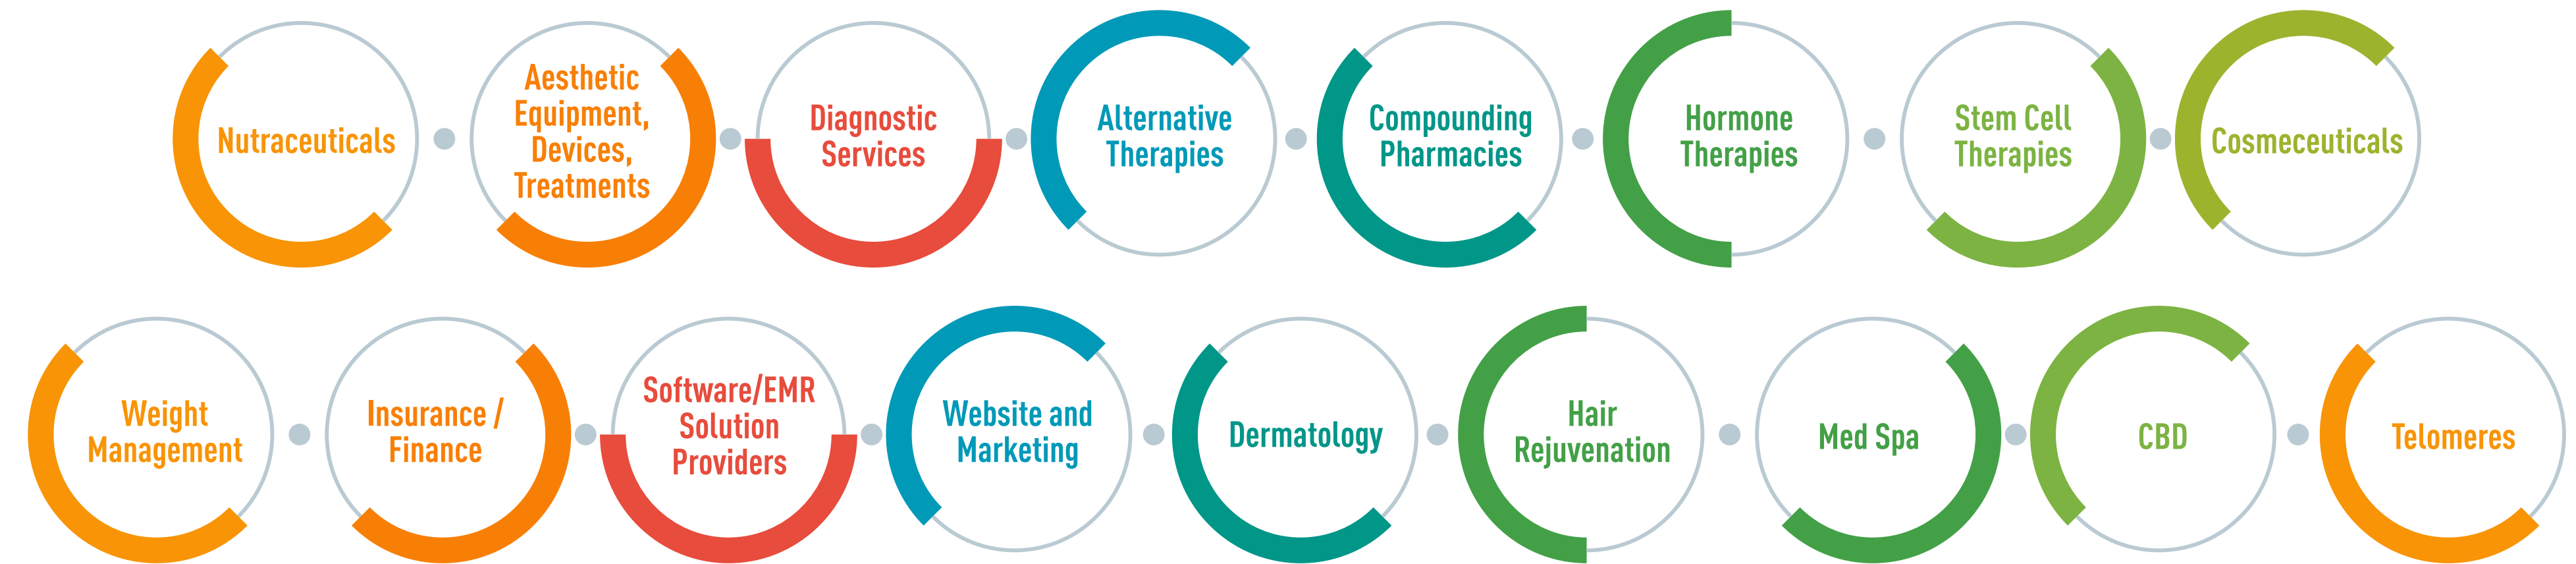 Nutraceuticals
Aesthetic
Equipment,
Devices,
Treatments
Diagnostic
Services
Alternative
Therapies
Compounding
Pharmacies
Hormone
Therapies
Stem Cell
Therapies
Cosmeceuticals
Weight
Management
Insurance /
Finance
Software/EMR
Solution
Providers
Website and
Marketing
Dermatology
Hair
Rejuvenation
Med Spa
CBD
Telomeres